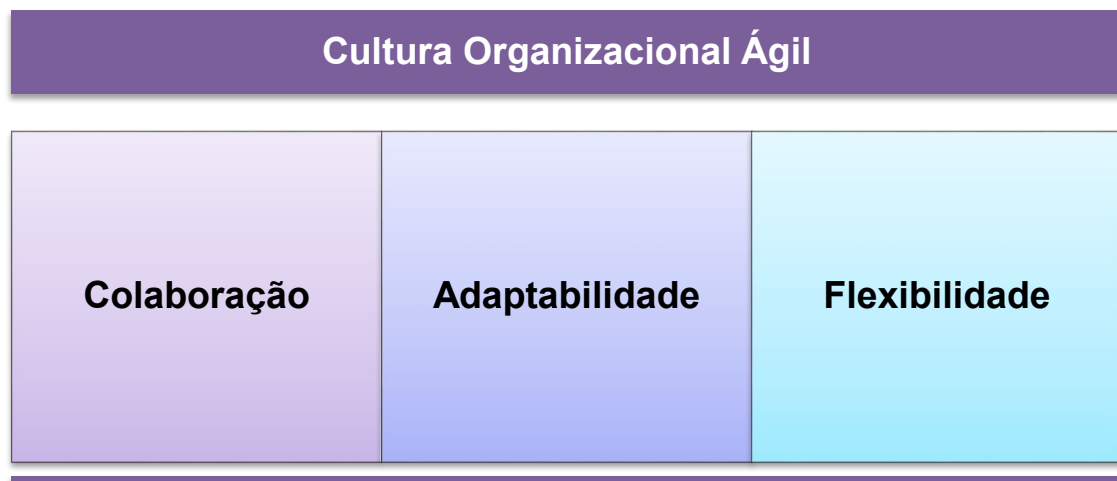 Cultura Organizacional Ágil
Colaboração
Adaptabilidade
Flexibilidade